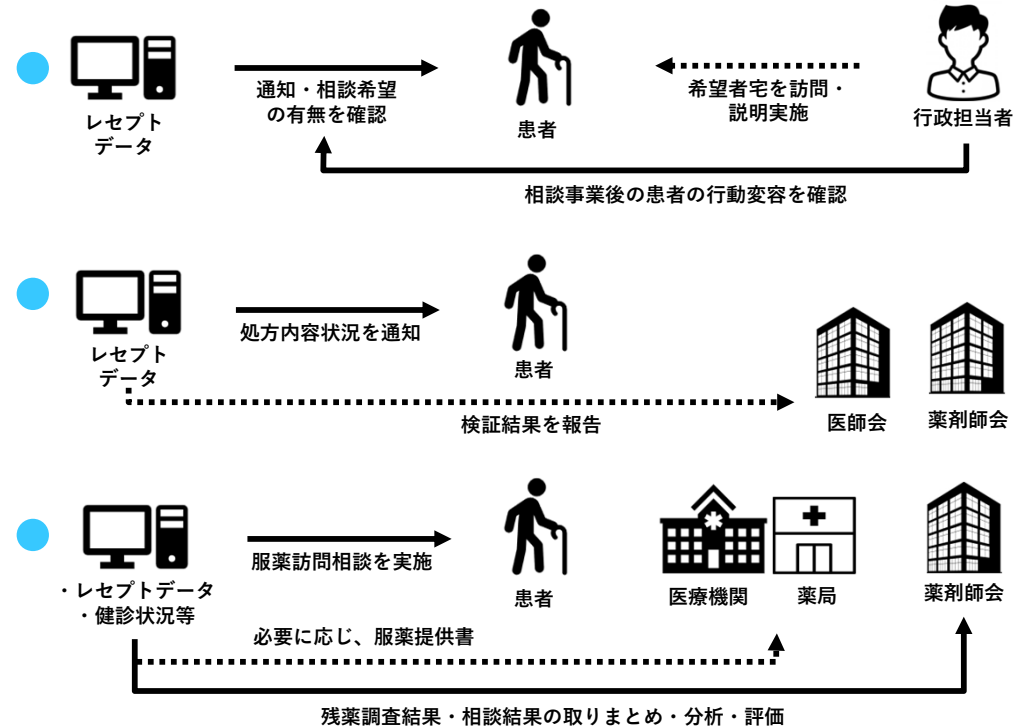 レセプト
データ
通知・相談希望
の有無を確認
患者
希望者宅を訪問・
説明実施
行政担当者
相談事業後の患者の行動変容を確認
レセプト
データ
処方内容状況を通知
患者
検証結果を報告
医師会
薬剤師会
・レセプトデータ
・健診状況等
服薬訪問相談を実施
患者
医療機関
薬局
薬剤師会
必要に応じ、服薬提供書
残薬調査結果・相談結果の取りまとめ・分析・評価